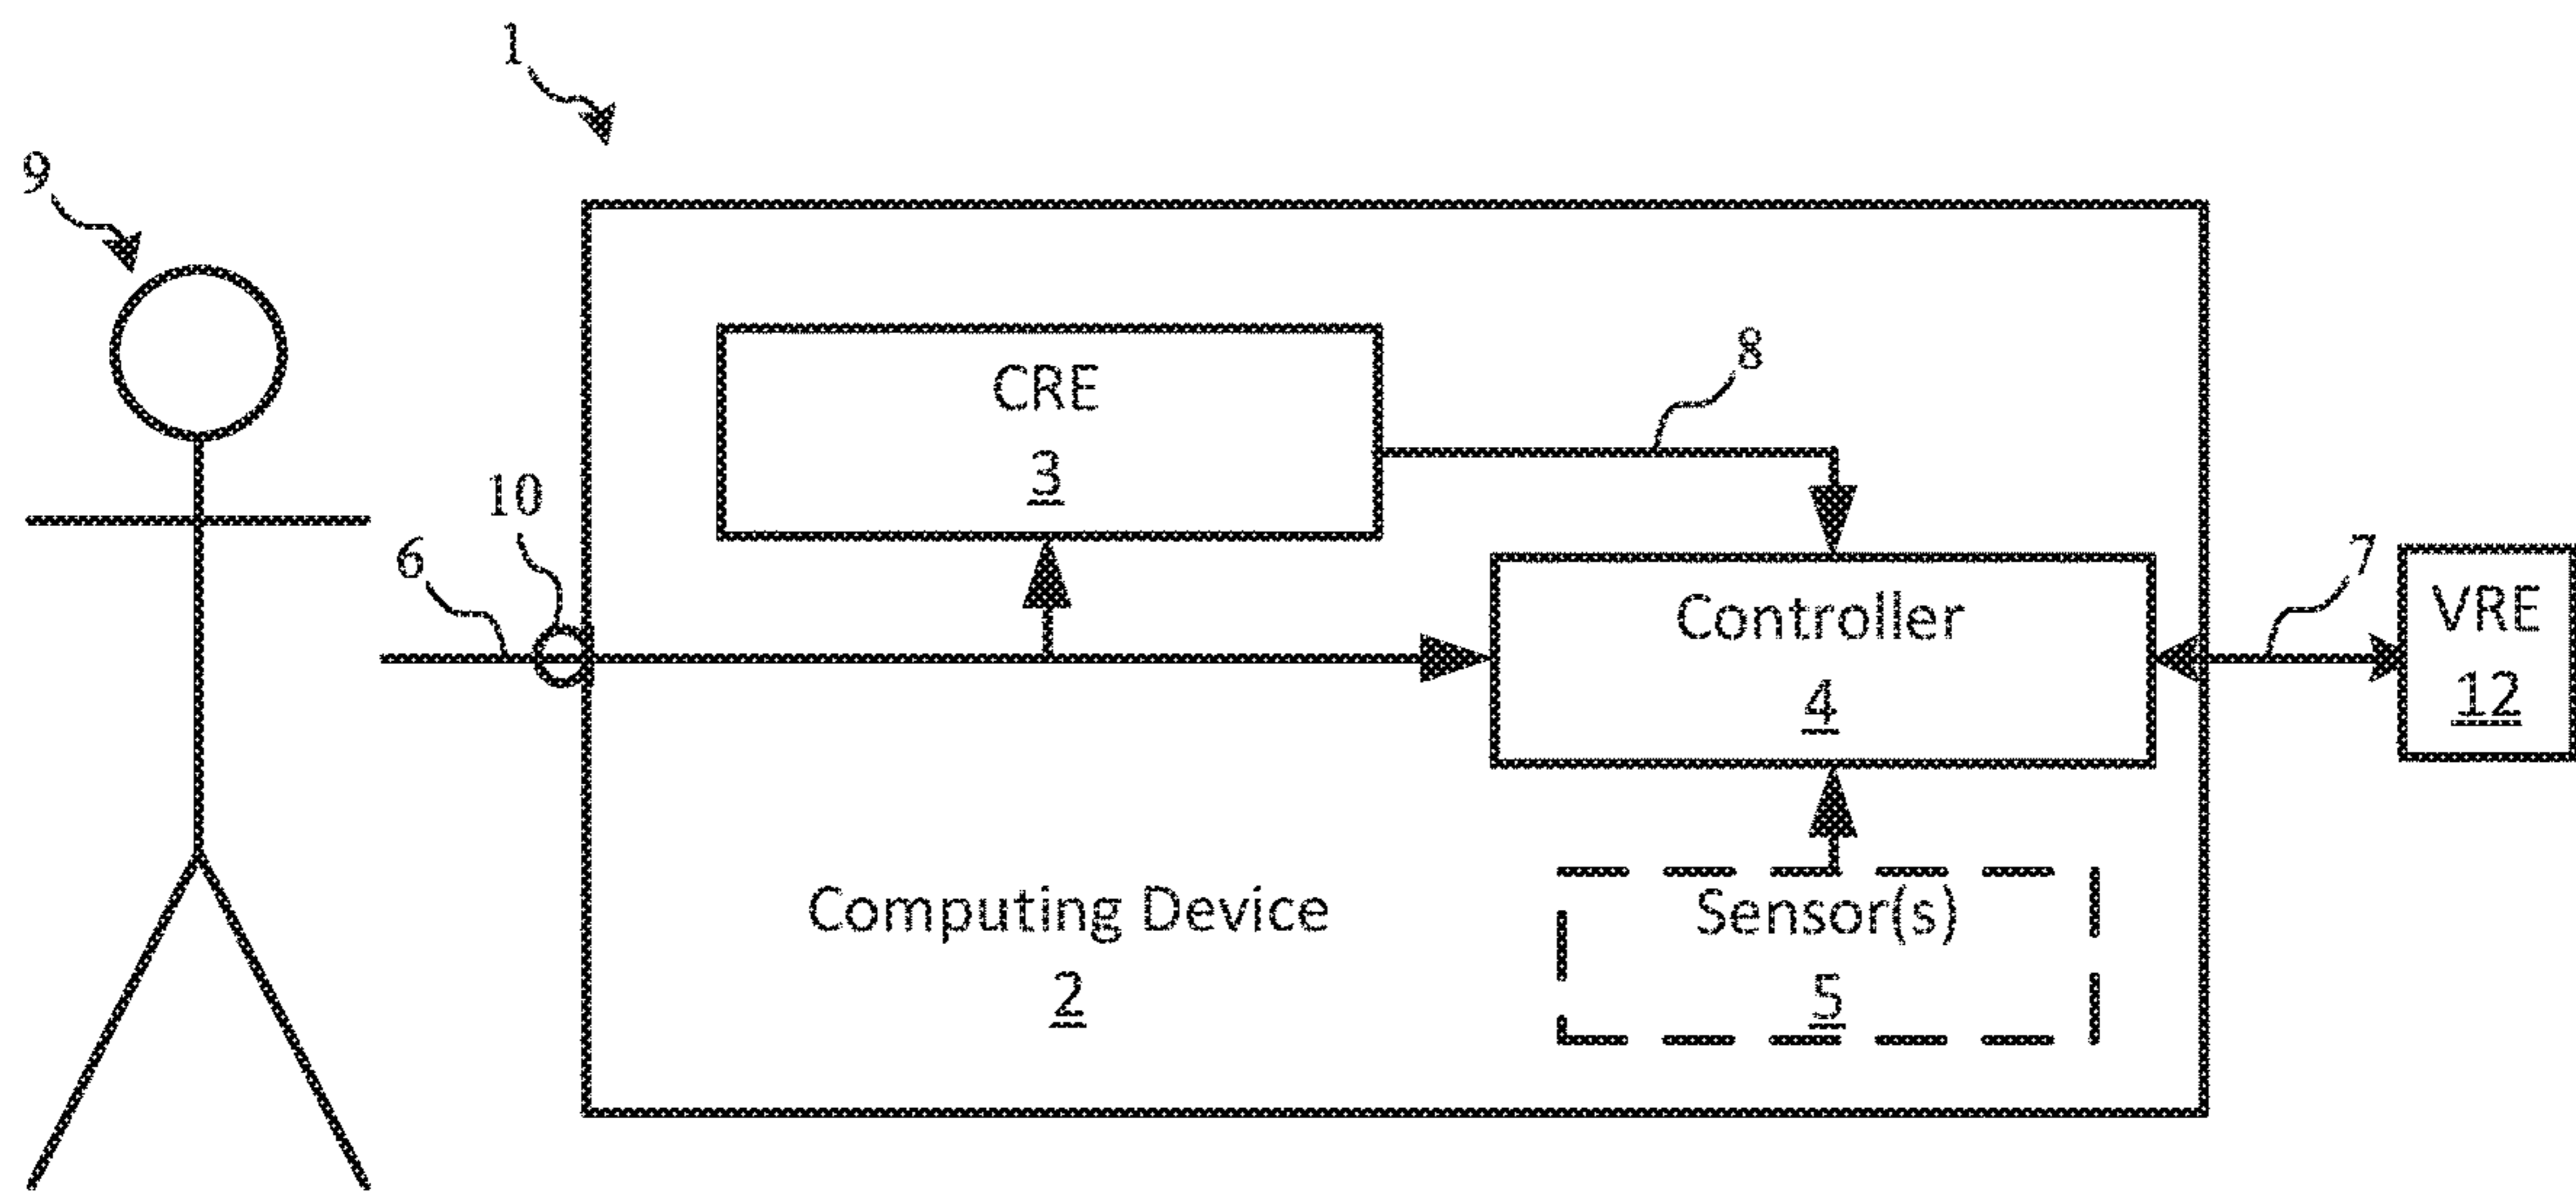 1
9
CRE
3
8
10
6
Controller
4
7
VRE
12
Computing Device
2
Sensor(s)
5